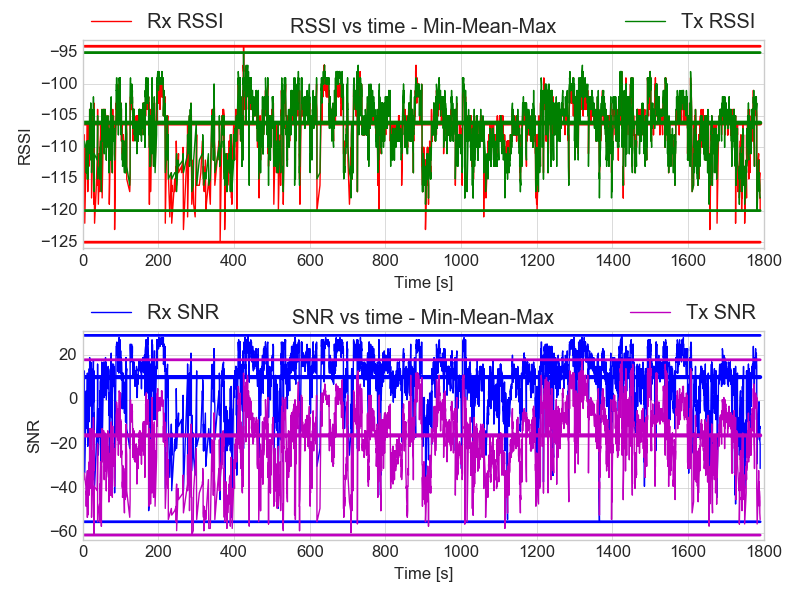 Rx RSSI RSSI vs time - Min-Mean-Max Tx RSSI
−95
−100
−105
−110
−115
−120
−125
RSSI
0 200 400 600 800 1000 1200 1400 1600 1800
Time [s]
Rx SNR SNR vs time - Min-Mean-Max Tx SNR
20
0
−20
−40
−60
SNR
0 200 400 600 800 1000 1200 1400 1600 1800
Time [s]